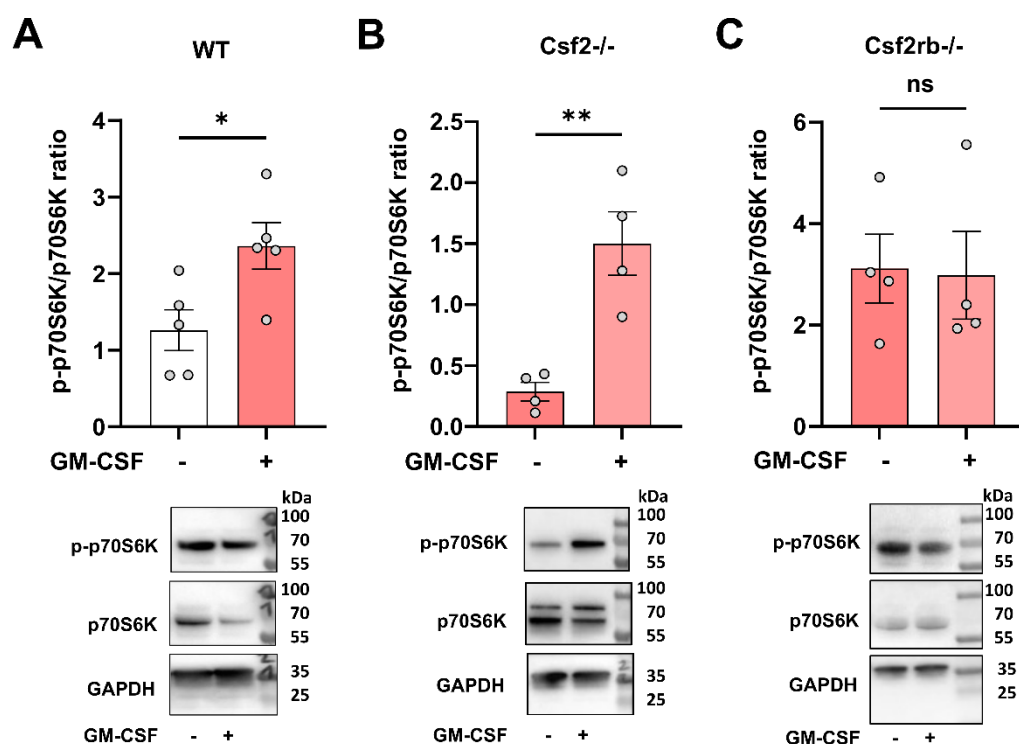 A
WT
*
p-p70S6K/p70S6K ratio
4
3
2
1
0
GM-CSF - +
kDa
p-p70S6K
100
70
55
p70S6K
100
70
55
GAPDH
35
25
GM-CSF - +
B
Csf2-/-
**
p-p70S6K/p70S6K ratio
2.5
2.0
1.5
1.0
0.5
0.0
GM-CSF - +
kDa
p-p70S6K
100
70
55
p70S6K
100
70
55
GAPDH
35
25
GM-CSF - +
C
Csf2rb-/-
ns
p-p70S6K/p70S6K ratio
6
4
2
0
GM-CSF - +
kDa
p-p70S6K
100
70
55
p70S6K
100
70
55
GAPDH
35
25
GM-CSF - +